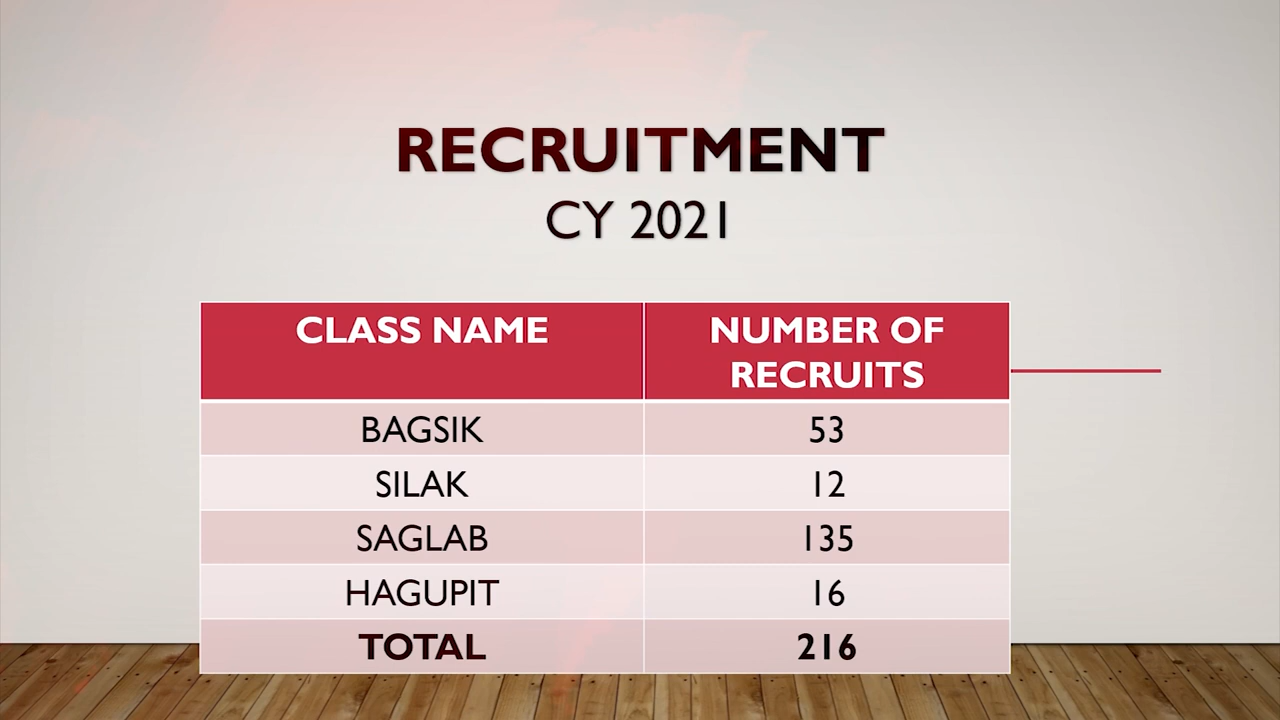 RECRUITMENT
CY 2021
CLASS NAME
NUMBER OF
RECRUITS
BAGSIK 53
SILAK 12
SAGLAB 135
HAGUPIT 16
TOTAL 216